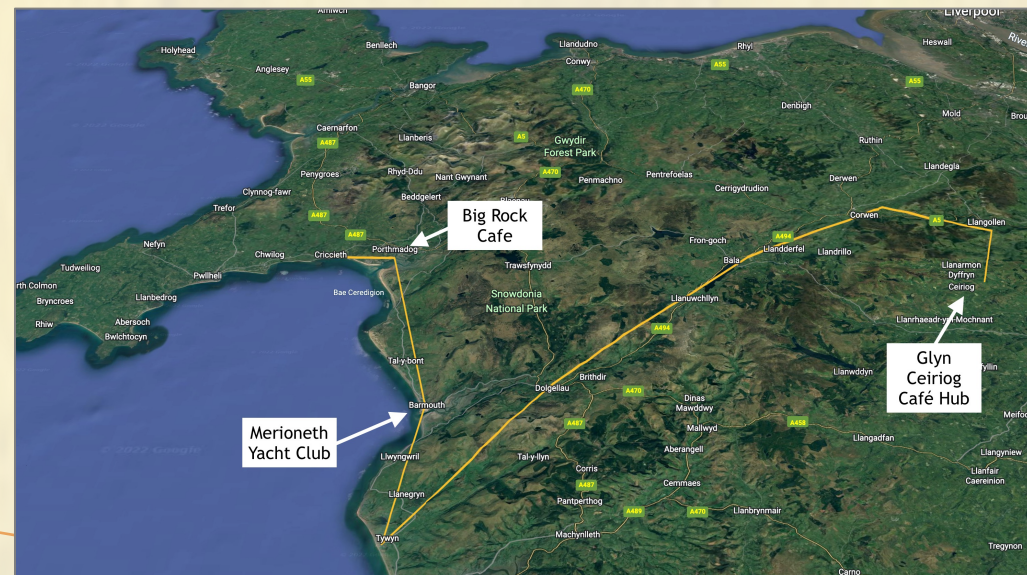 Amlwch
Liverpool
Holyhead
Benllech
Llandudno
Rhyl
Heswall
Conwy
Anglesey
A55
A55
A55
Bangor
A470
Denbigh
Mold
Caernarfon
A487
Llanberis
A5
Gwydir
Forest Park
Ruthin
Penygroes
Rhyd-Ddu
Nant Gwynant
A470
Penmachno
Pentrefoelas
Cerrigydrudion
Derwen
Llandegla
Clynnog-fawr
Beddgelert
Trefor
A487
Big Rock
Cafe
Corwen
A5
Llangollen
Nefyn
A487
Porthmadog
Fron-goch
A494
Llandderfel
Llandrillo
Chwilog
Criccieth
Tudweiliog
Pwllheli
Trawsfynydd
Bala
Llanarmon
Dyffryn
Ceiriog
rth Colmon
Bryncroes
Llanbedrog
Bae Ceredigion
Snowdonia
National Park
Llanuwchllyn
Rhiw
Abersoch
Bwlchtocyn
A494
Llanrhaeadr-ym-Mochnant
Tal-y-bont
Glyn
Ceiriog
Café Hub
Llanwddyn
fyllin
Dolgellau
Brithdir
A470
Barmouth
Dinas
Mawddwy
Meifod
Merioneth
Yacht Club
A487
Mallwyd
A458
Llangadfan
Llwyngwril
Tal-y-llyn
Aberangell
Llangyniew
Corris
Llanfair
Caereinion
Llanegryn
A487
Cemmaes
Pantperthog
A489
A470
Llanbrynmair
Tywyn
Machynlleth
Tregynon
Carno